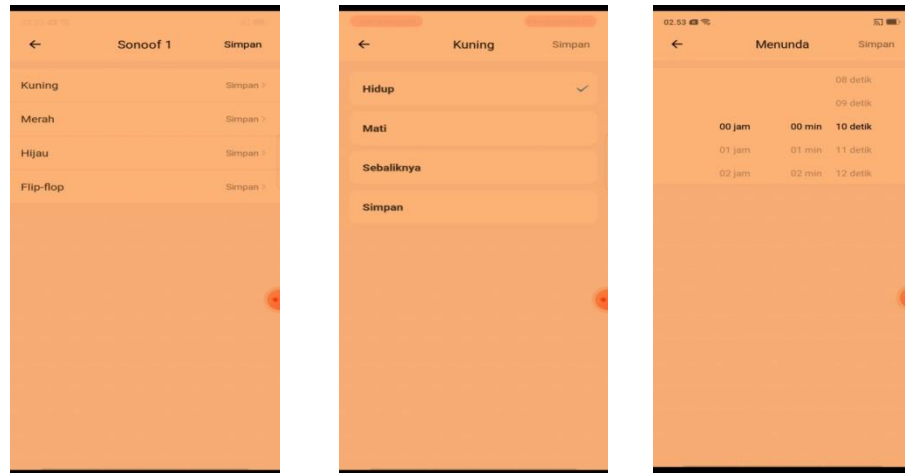 Sonoof 1
Simpan
Kuning
Simpan >
Merah
Simpan >
Hijau
Simpan >
Flip-flop
Simpan >
Kuning
Simpan
Hidup
Mati
Sebaliknya
Simpan
02.53
Menunda
Simpan
08 detik
09 detik
00 jam 00 min 10 detik
01 jam 01 min 11 detik
02 jam 02 min 12 detik